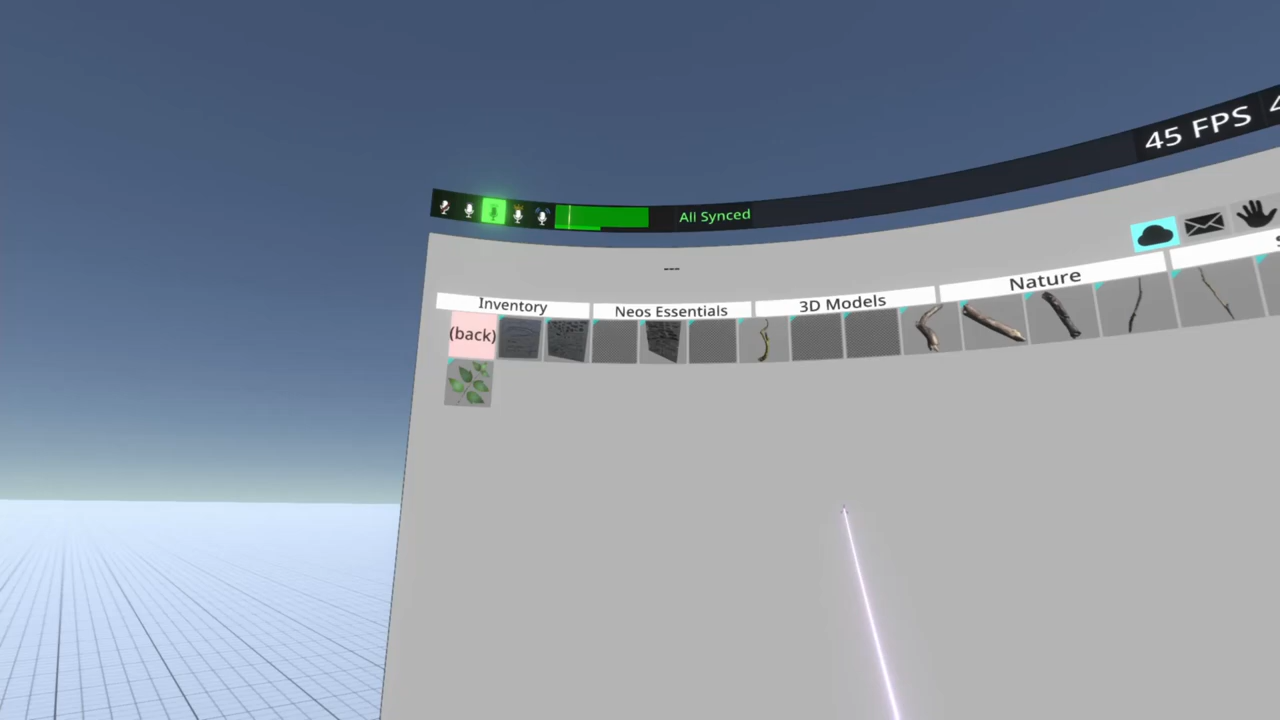 45 FPS
All Synced
---
Inventory
Neos Essentials
3D Models
Nature
(back)